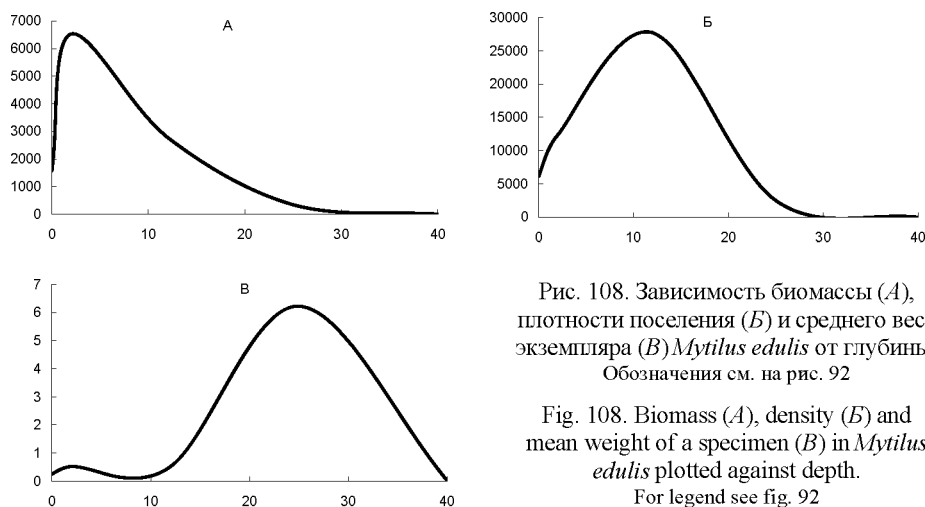 А
7000
6000
5000
4000
3000
2000
1000
0
0 10 20 30 40
Б
30000
25000
20000
15000
10000
5000
0
0 10 20 30 40
В
7
6
5
4
3
2
1
0
0 10 20 30 40
Рис. 108. Зависимость биомассы (А),
плотности поселения (Б) и среднего вес
экземпляра (В) Mytilus edulis от глубинь
Обозначения см. на рис. 92
Fig. 108. Biomass (A), density (Б) and
mean weight of a specimen (B) in Mytilus
edulis plotted against depth.
For legend see fig. 92